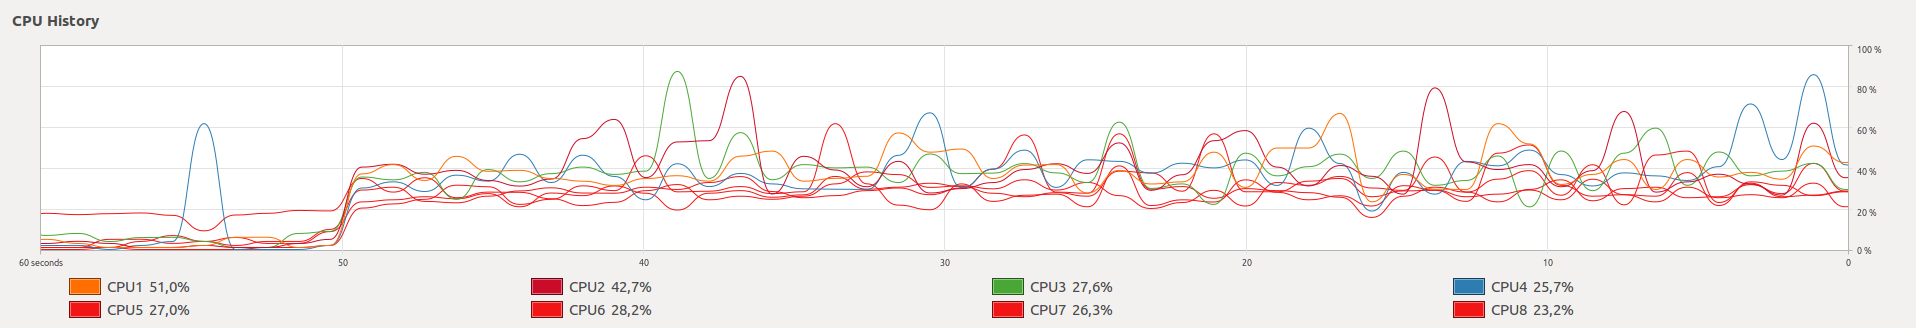 CPU History
100 %
80 %
60 %
40 %
20 %
0 %
60 seconds 50 40 30 20 10 0
CPU1 51,0% CPU2 42,7% CPU3 27,6% CPU4 25,7%
CPU5 27,0% CPU6 28,2% CPU7 26,3% CPU8 23,2%